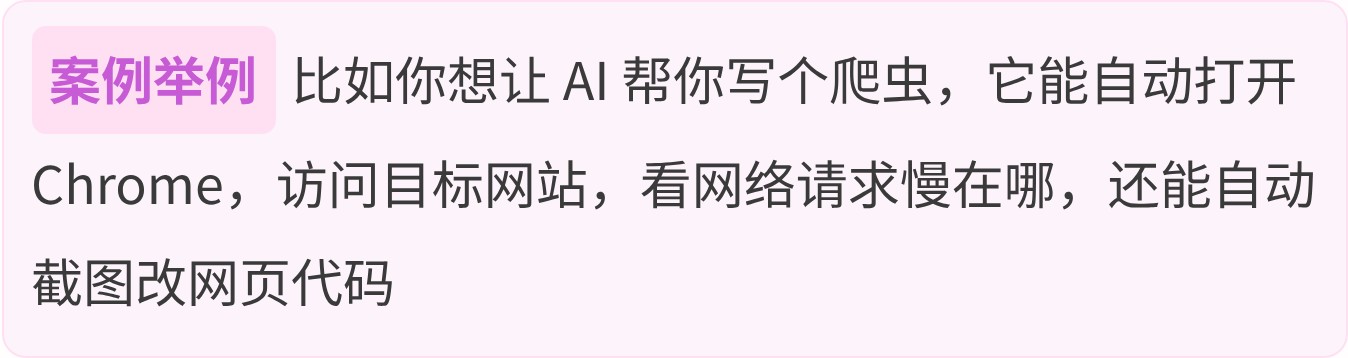 案例举例 比如你想让 AI 帮你写个爬虫，它能自动打开
Chrome，访问目标网站，看网络请求慢在哪，还能自动
截图改网页代码